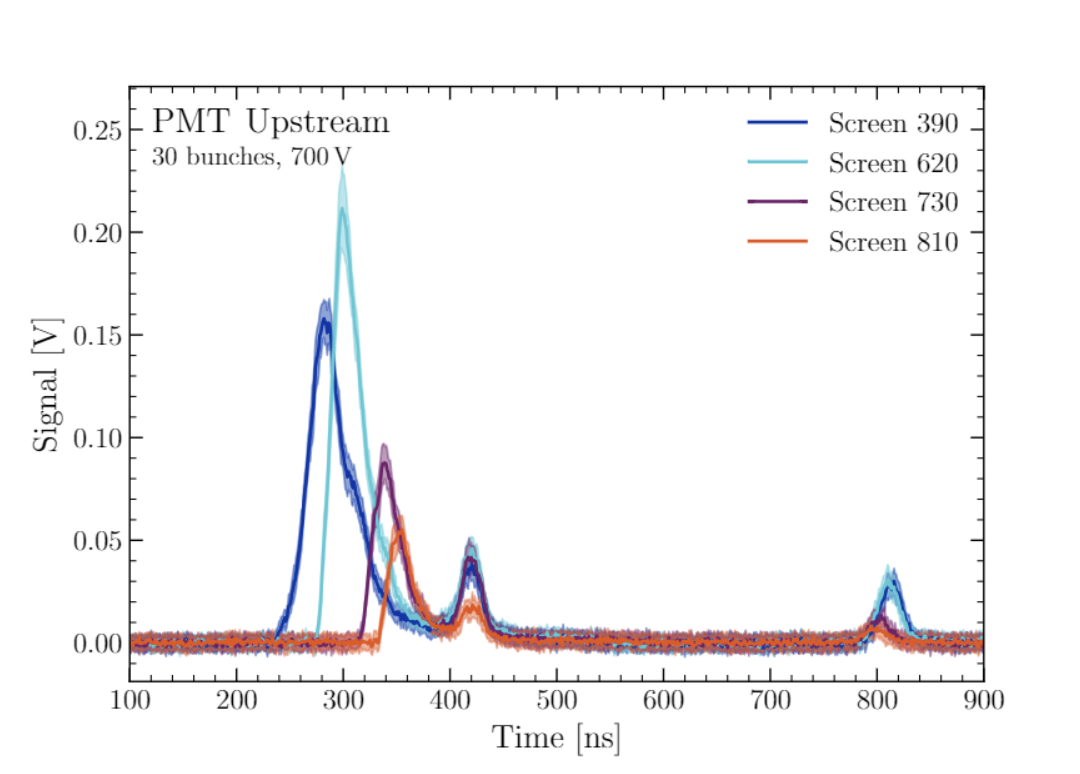 PMT Upstream
30 bunches, 700 V
Screen 390
Screen 620
Screen 730
Screen 810
Signal [V]
0.25
0.20
0.15
0.10
0.05
0.00
100 200 300 400 500 600 700 800 900
Time [ns]